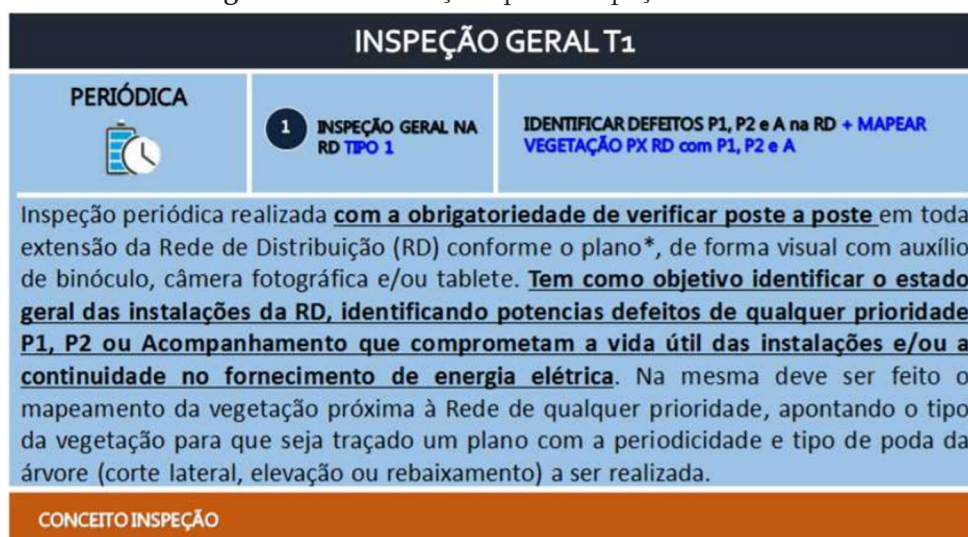 INSPEÇÃO GERAL T1
PERIÓDICA
1
INSPEÇÃO GERAL NA
RD TIPO 1
IDENTIFICAR DEFEITOS P1, P2 e A na RD + MAPEAR
VEGETAÇÃO PX RD com P1, P2 e A
Inspeção periódica realizada com a obrigatoriedade de verificar poste a poste em toda
extensão da Rede de Distribuição (RD) conforme o plano*, de forma visual com auxílio
de binóculo, câmera fotográfica e/ou tablete. Tem como objetivo identificar o estado
geral das instalações da RD, identificando potencias defeitos de qualquer prioridade
P1, P2 ou Acompanhamento que comprometam a vida útil das instalações e/ou a
continuidade no fornecimento de energia elétrica. Na mesma deve ser feito o
mapeamento da vegetação próxima à Rede de qualquer prioridade, apontando o tipo
da vegetação para que seja traçado um plano com a periodicidade e tipo de poda da
árvore (corte lateral, elevação ou rebaixamento) a ser realizada.
CONCEITO INSPEÇÃO